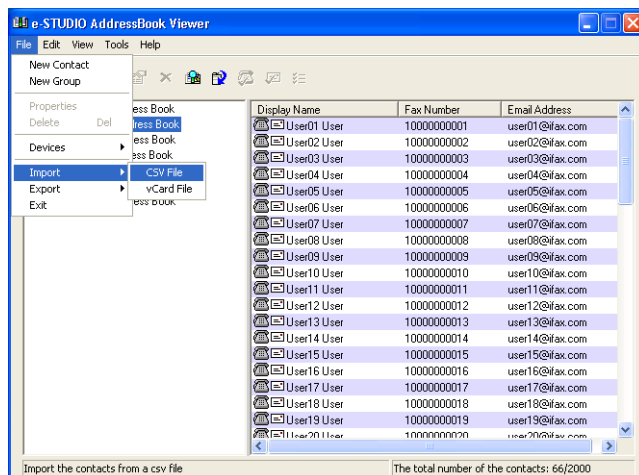 e-STUDIO AddressBook Viewer
File Edit View Tools Help
New Contact
New Group
Properties
Delete Del
Devices
Import
Export
Exit
CSV File
vCard File
ess Book
dress Book
ess Book
ess Book
ess Book
Display Name Fax Number Email Address
User01 User 10000000001 user01@ifax.com
User02 User 10000000002 user02@ifax.com
User03 User 10000000003 user03@ifax.com
User04 User 10000000004 user04@ifax.com
User05 User 10000000005 user05@ifax.com
User06 User 10000000006 user06@ifax.com
User07 User 10000000007 user07@ifax.com
User08 User 10000000008 user08@ifax.com
User09 User 10000000009 user09@ifax.com
User10 User 10000000010 user10@ifax.com
User11 User 10000000011 user11@ifax.com
User12 User 10000000012 user12@ifax.com
User13 User 10000000013 user13@ifax.com
User14 User 10000000014 user14@ifax.com
User15 User 10000000015 user15@ifax.com
User16 User 10000000016 user16@ifax.com
User17 User 10000000017 user17@ifax.com
User18 User 10000000018 user18@ifax.com
User19 User 10000000019 user19@ifax.com
User20 User 10000000020 user20@ifax.com
Import the contacts from a csv file
The total number of the contacts: 66/2000